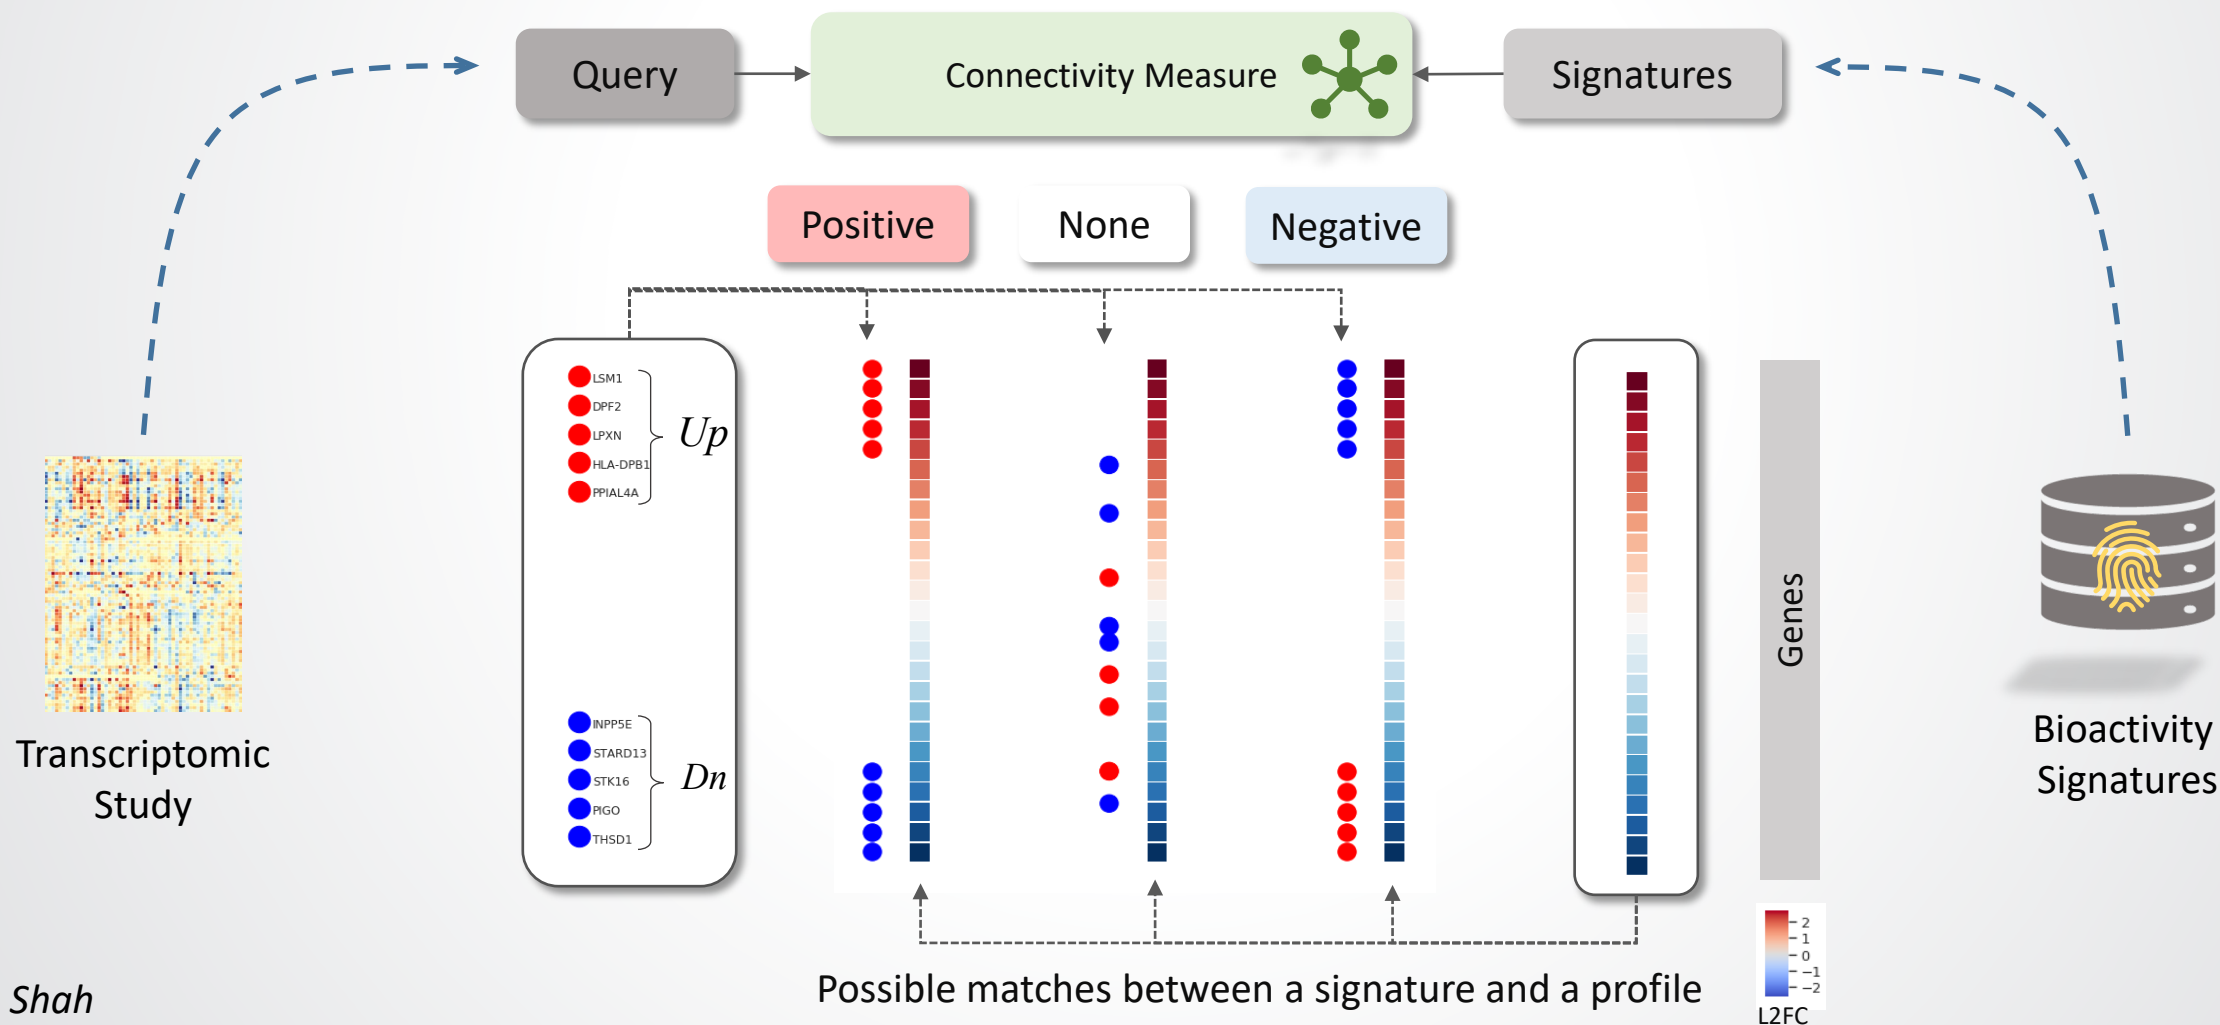 Query
Connectivity Measure
Signatures
Positive
None
Negative
LSM1
DPF2
LPXN
HLA-DPB1
PPIAL4A
Up
INPP5E
STARD13
STK16
PIGO
THSD1
Dn
Genes
Transcriptomic
Study
Bioactivity
Signatures
2
1
0
−1
−2
L2FC
Possible matches between a signature and a profile
Shah